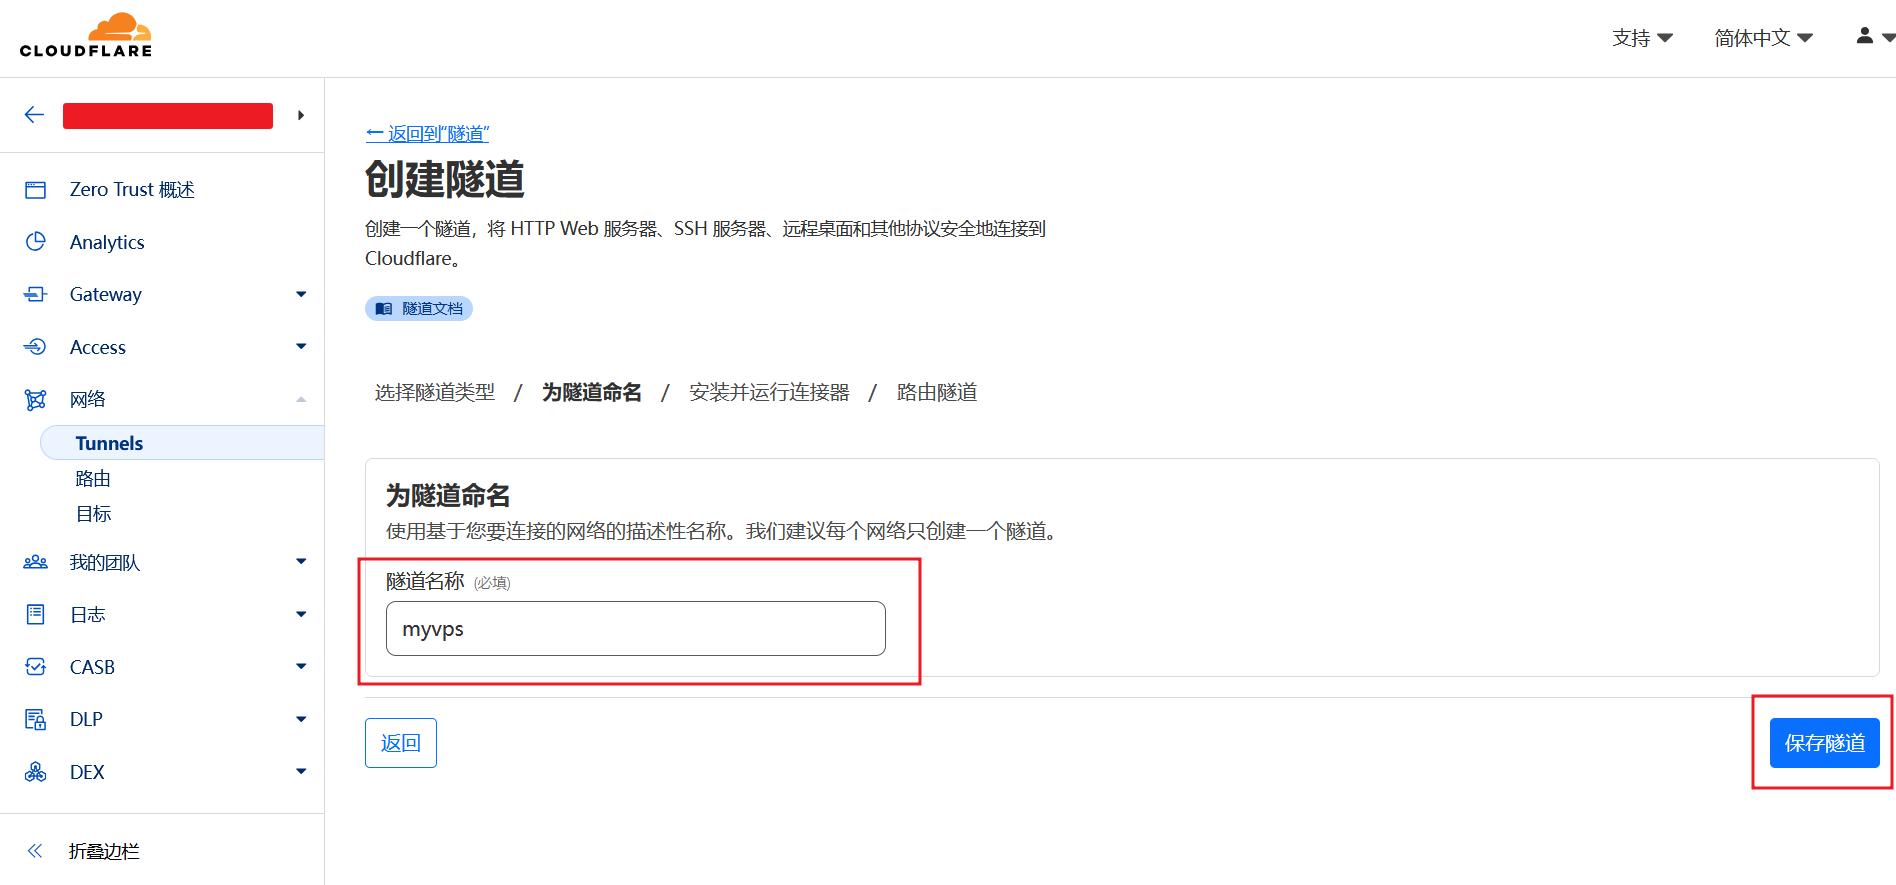 CLOUDFLARE
支持
简体中文
Zero Trust 概述
Analytics
Gateway
Access
网络
Tunnels
路由
目标
我的团队
日志
CASB
DLP
DEX
折叠边栏
← 返回到“隧道”
创建隧道
创建一个隧道，将 HTTP Web 服务器、SSH 服务器、远程桌面和其他协议安全地连接到
Cloudflare。
隧道文档
选择隧道类型 / 为隧道命名 / 安装并运行连接器 / 路由隧道
为隧道命名
使用基于您要连接的网络的描述性名称。我们建议每个网络只创建一个隧道。
隧道名称 (必填)
myvps
返回
保存隧道